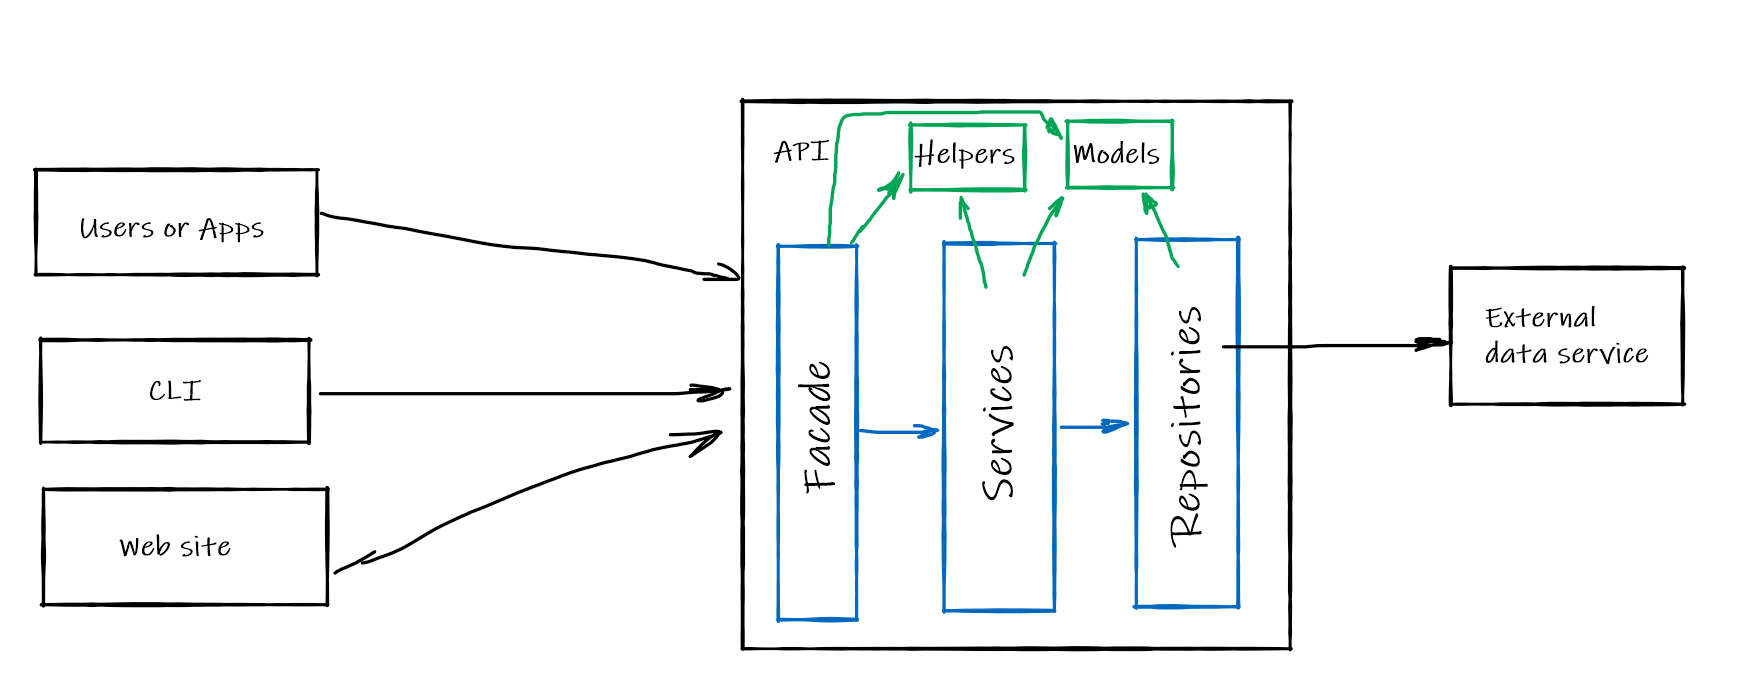 API
Helpers
Models
Users or Apps
CLI
Web site
Facade
Services
Repositories
External
data service